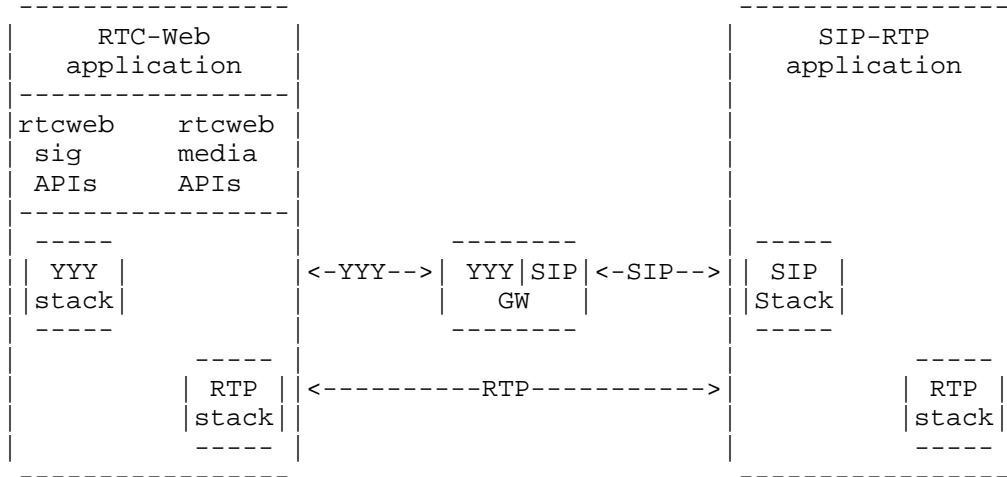 RTC-Web SIP-RTP
application application
rtcweb rtcweb
sig media
APIs APIs
YYY <-YYY--> YYY|SIP <-SIP--> SIP
stack GW Stack
RTP <----------RTP-----------> RTP
stack stack